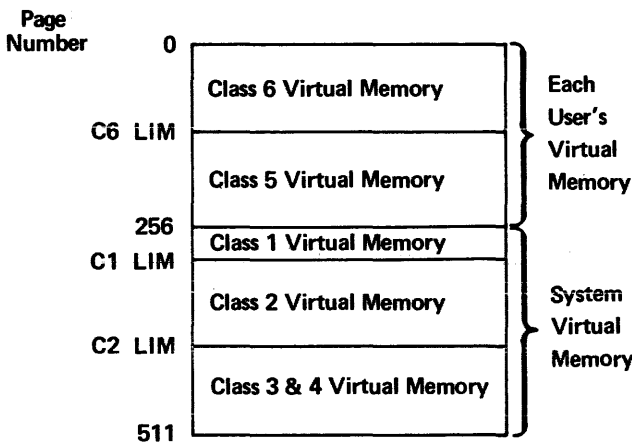 Page
Number
0
Class 6 Virtual Memory
C6 LIM
Class 5 Virtual Memory
256
Class 1 Virtual Memory
C1 LIM
Class 2 Virtual Memory
C2 LIM
Class 3 & 4 Virtual Memory
511
Each
User's
Virtual
Memory
System
Virtual
Memory